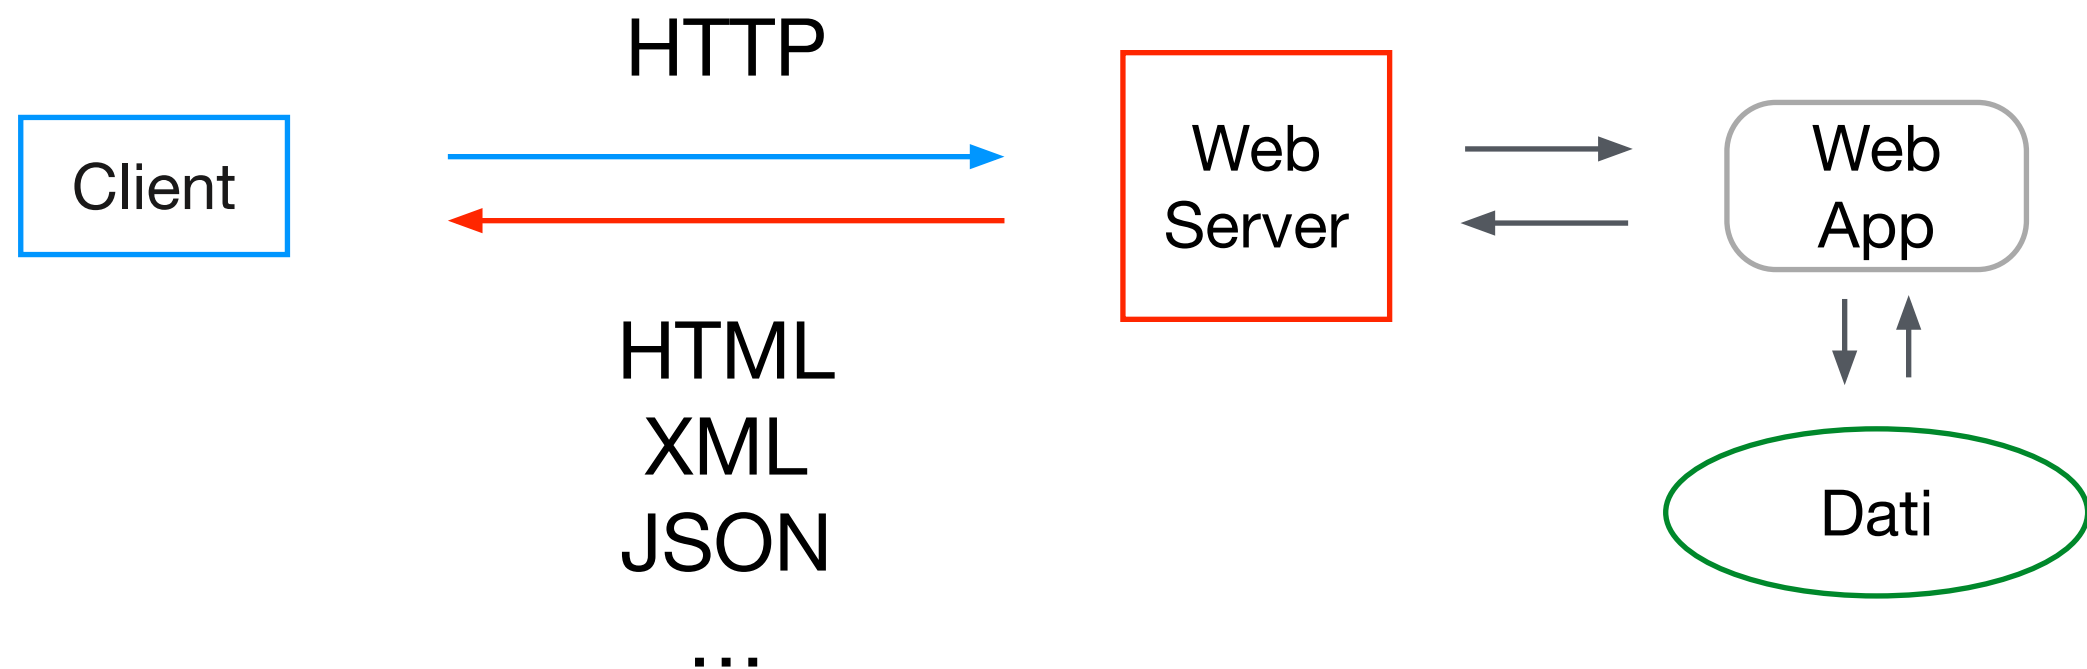 HTTP
Client
Web
Server
Web
App
HTML
XML
JSON
...
Dati